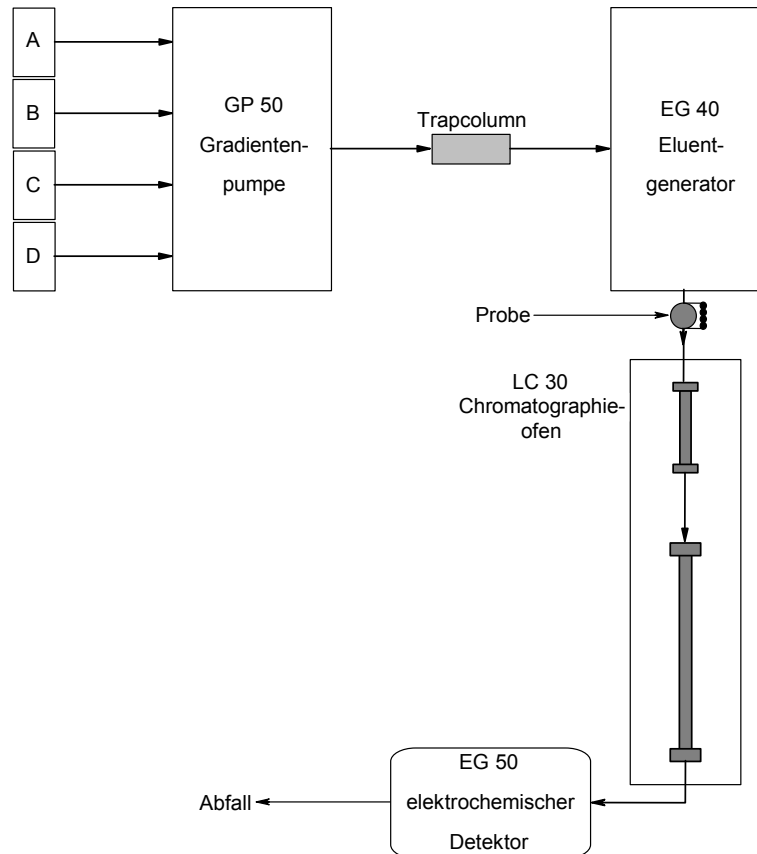 A
B
C
D
GP 50
Gradienten-
pumpe
Trapcolumn
EG 40
Eluent-
generator
Probe
LC 30
Chromatographie-
ofen
EG 50
elektrochemischer
Detektor
Abfall